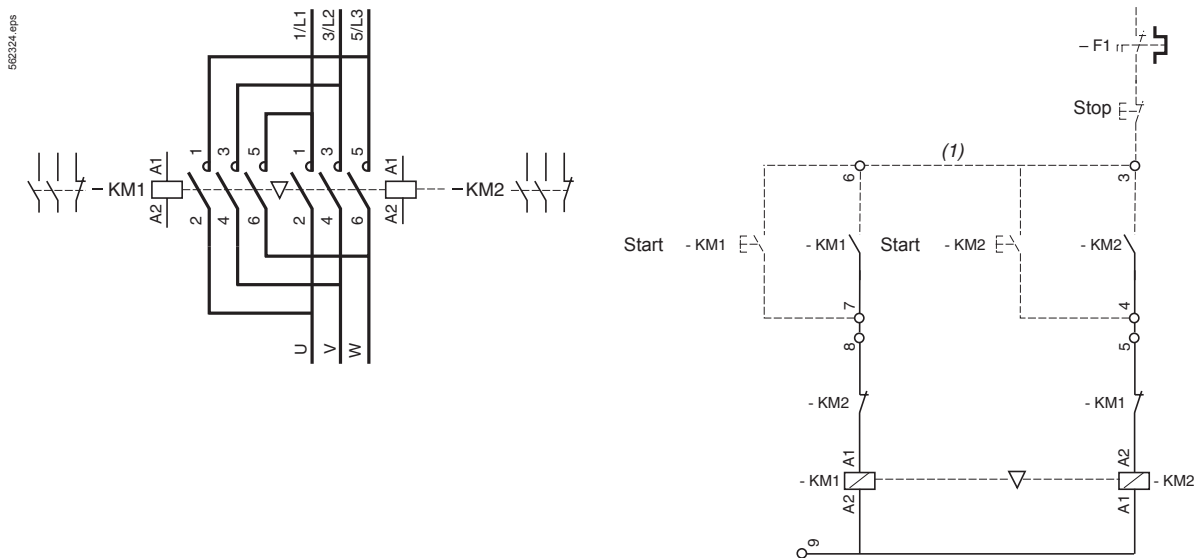 562324.eps
1/L1 3/L2 5/L3
1 3 5 1 3 5
A1 A1
– KM1 – KM2
A2 A2
2 4 6 2 4 6
U V W
– F1
Stop
(1)
6 3
Start - KM1 - KM1 Start - KM2 - KM2
7 4
8 5
- KM2 - KM1
A1 A2
- KM1 - KM2
A2 A1
9